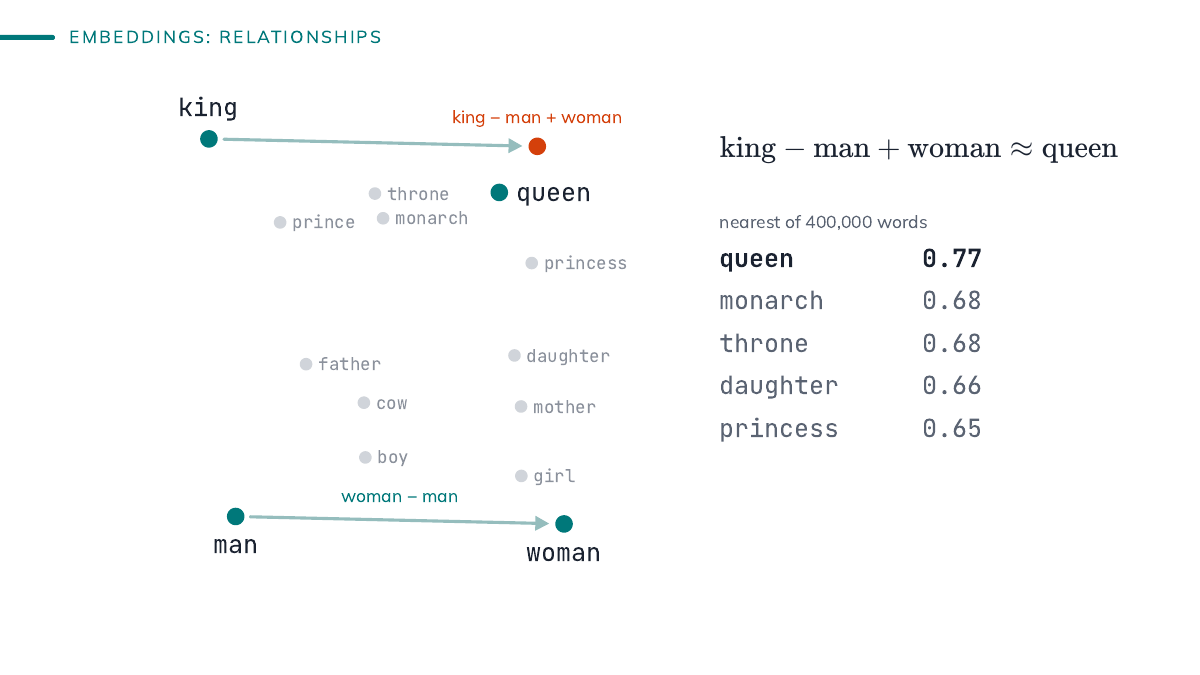 EMBEDDINGS: RELATIONSHIPS
king
king – man + woman
throne
queen
prince
monarch
princess
father
daughter
cow
mother
boy
girl
woman – man
man
woman
king − man + woman ≈ queen
nearest of 400,000 words
queen 0.77
monarch 0.68
throne 0.68
daughter 0.66
princess 0.65